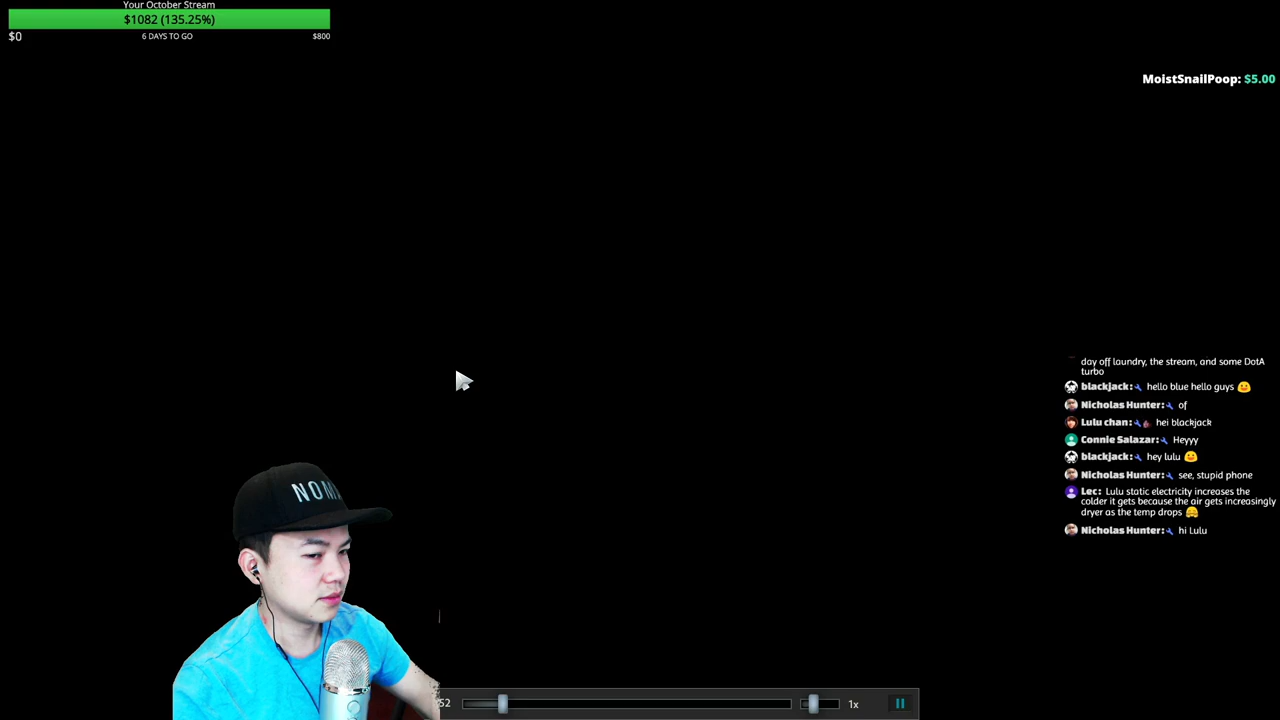 Your October Stream
$1082 (135.25%)
$0 6 DAYS TO GO $800
MoistSnailPoop: $5.00
day off laundry, the stream, and some DotA
turbo
blackjack: hello blue hello guys
Nicholas Hunter: of
Lulu chan: hei blackjack
Connie Salazar: Heyyy
blackjack: hey lulu
Nicholas Hunter: see, stupid phone
Lec: Lulu static electricity increases the
colder it gets because the air gets increasingly
dryer as the temp drops
Nicholas Hunter: hi Lulu
52 1x